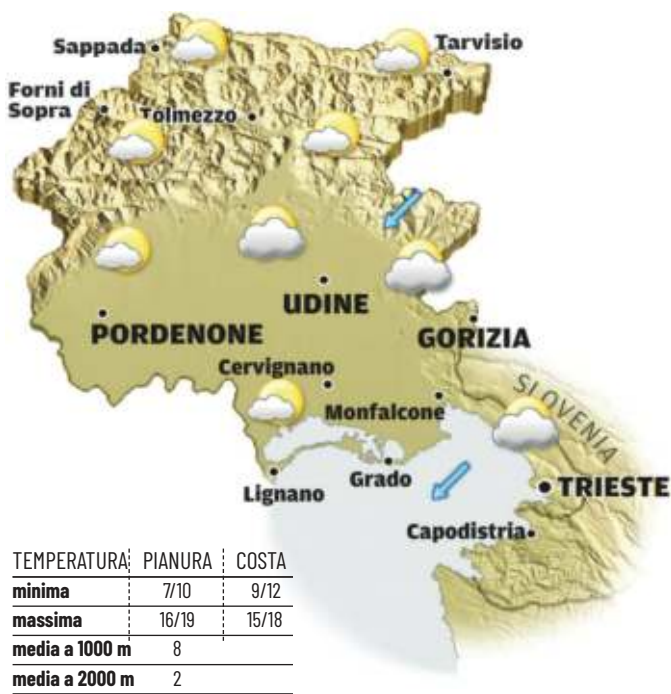 Sappada
Tarvisio
Forni di
Sopra
Tolmezzo
UDINE
PORDENONE
GORIZIA
Cervignano
Monfalcone
SLOVENIA
Lignano
Grado
TRIESTE
Capodistria
TEMPERATURA PIANURA COSTA
minima 7/10 9/12
massima 16/19 15/18
media a 1000 m 8
media a 2000 m 2